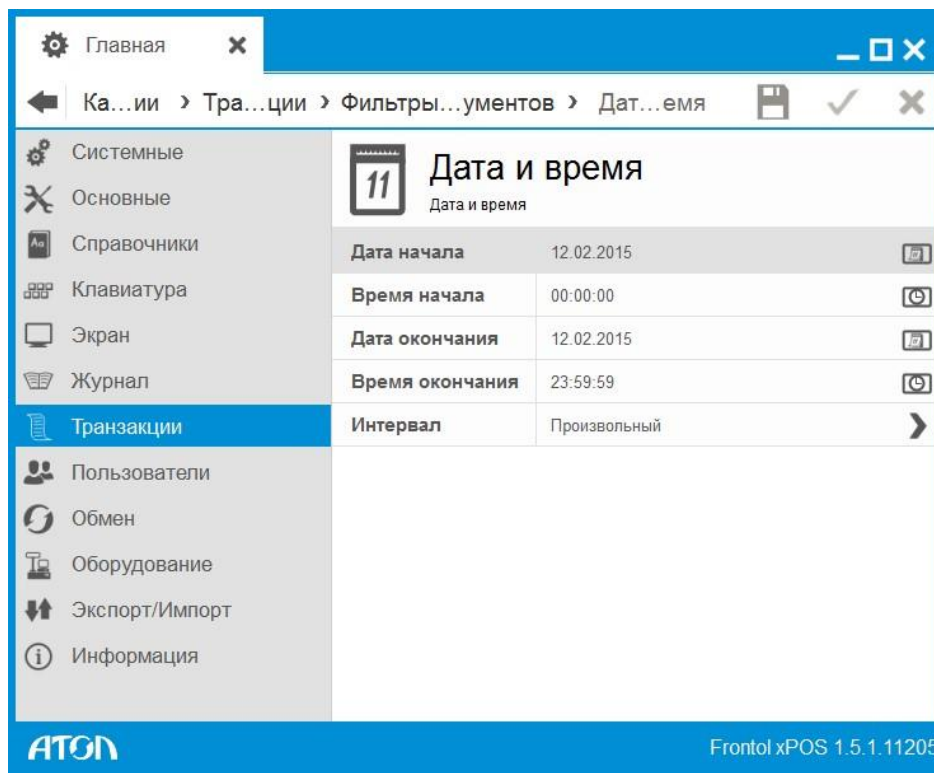 Главная
Ка...ии › Тра...ции › Фильтры...ументов › Дат...емя
Системные
Основные
Справочники
Клавиатура
Экран
Журнал
Транзакции
Пользователи
Обмен
Оборудование
Экспорт/Импорт
Информация
11
Дата и время
Дата и время
Дата начала 12.02.2015
Время начала 00:00:00
Дата окончания 12.02.2015
Время окончания 23:59:59
Интервал Произвольный
АТОЛ
Frontol xPOS 1.5.1.11205